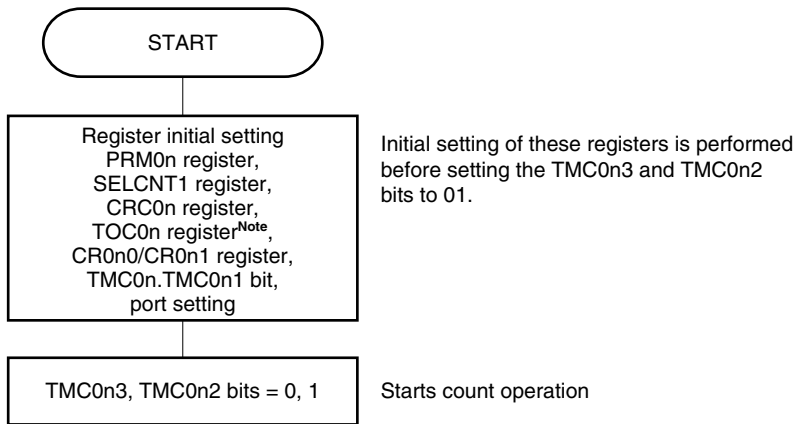 START
Register initial setting
PRM0n register,
SELCNT1 register,
CRC0n register,
TOC0n registerNote,
CR0n0/CR0n1 register,
TMC0n.TMC0n1 bit,
port setting
Initial setting of these registers is performed
before setting the TMC0n3 and TMC0n2
bits to 01.
TMC0n3, TMC0n2 bits = 0, 1
Starts count operation